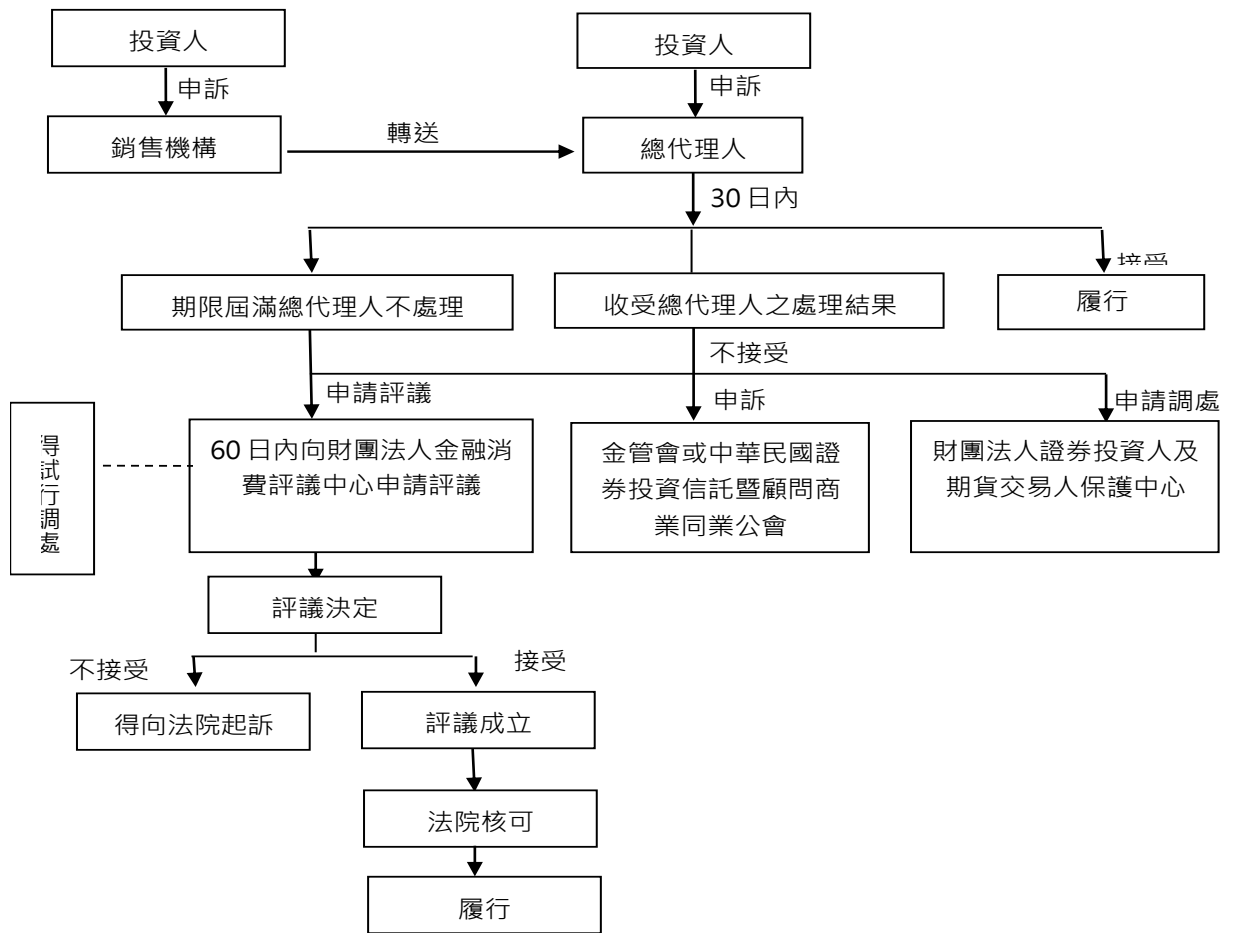 投資人
投資人
申訴
申訴
銷售機構
轉送
總代理人
30 日內
接受
期限屆滿總代理人不處理
收受總代理人之處理結果
履行
不接受
申請評議
申訴
申請調處
得試行調處
60 日內向財團法人金融消
費評議中心申請評議
金管會或中華民國證
券投資信託暨顧問商
業同業公會
財團法人證券投資人及
期貨交易人保護中心
評議決定
不接受
接受
得向法院起訴
評議成立
法院核可
履行